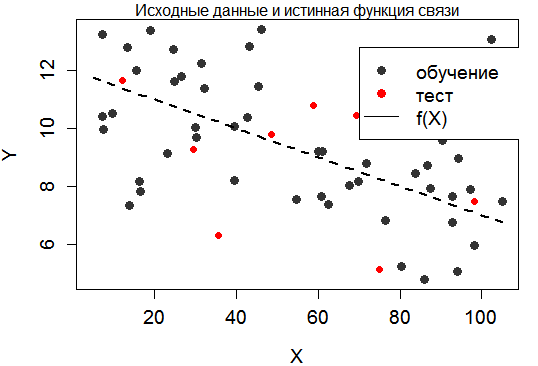 Исходные данные и истинная функция связи
обучение
тест
f(X)
Y
12
10
8
6
20 40 60 80 100
X